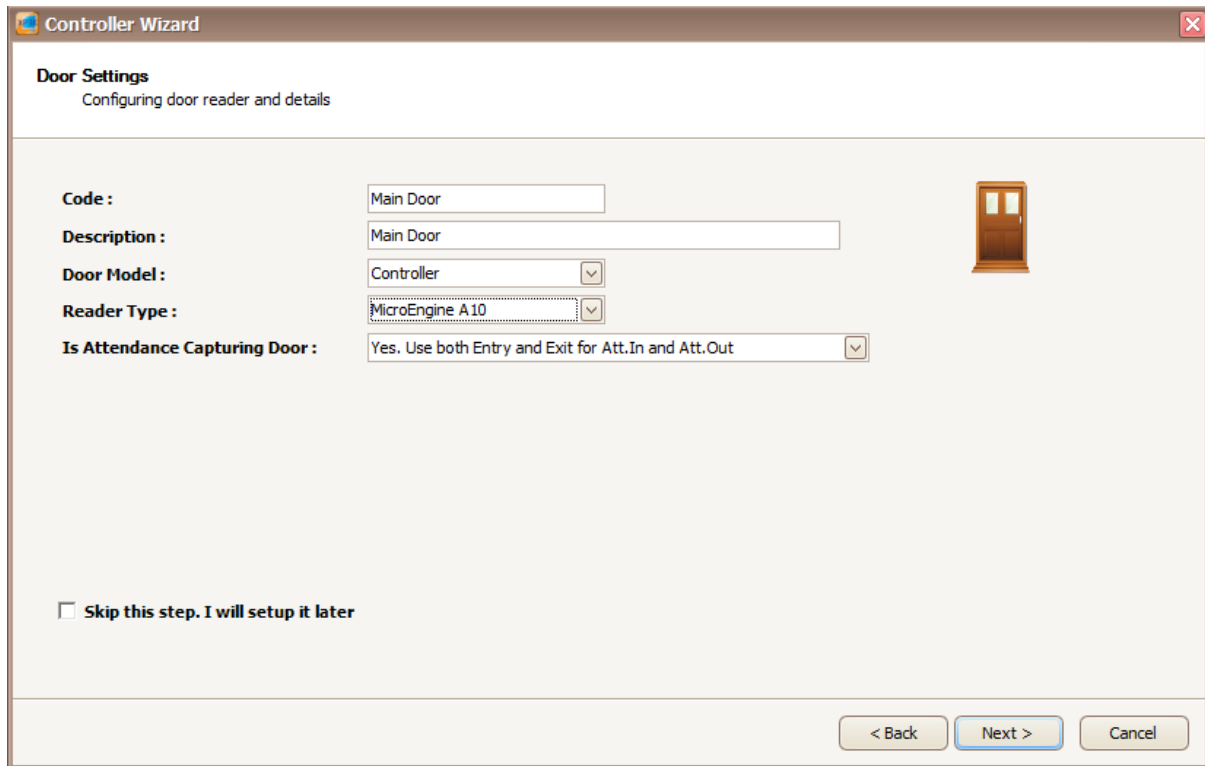 Controller Wizard
Door Settings
Configuring door reader and details
Code : Main Door
Description : Main Door
Door Model : Controller
Reader Type : MicroEngine A10
Is Attendance Capturing Door : Yes. Use both Entry and Exit for Att.In and Att.Out
Skip this step. I will setup it later
< Back Next > Cancel